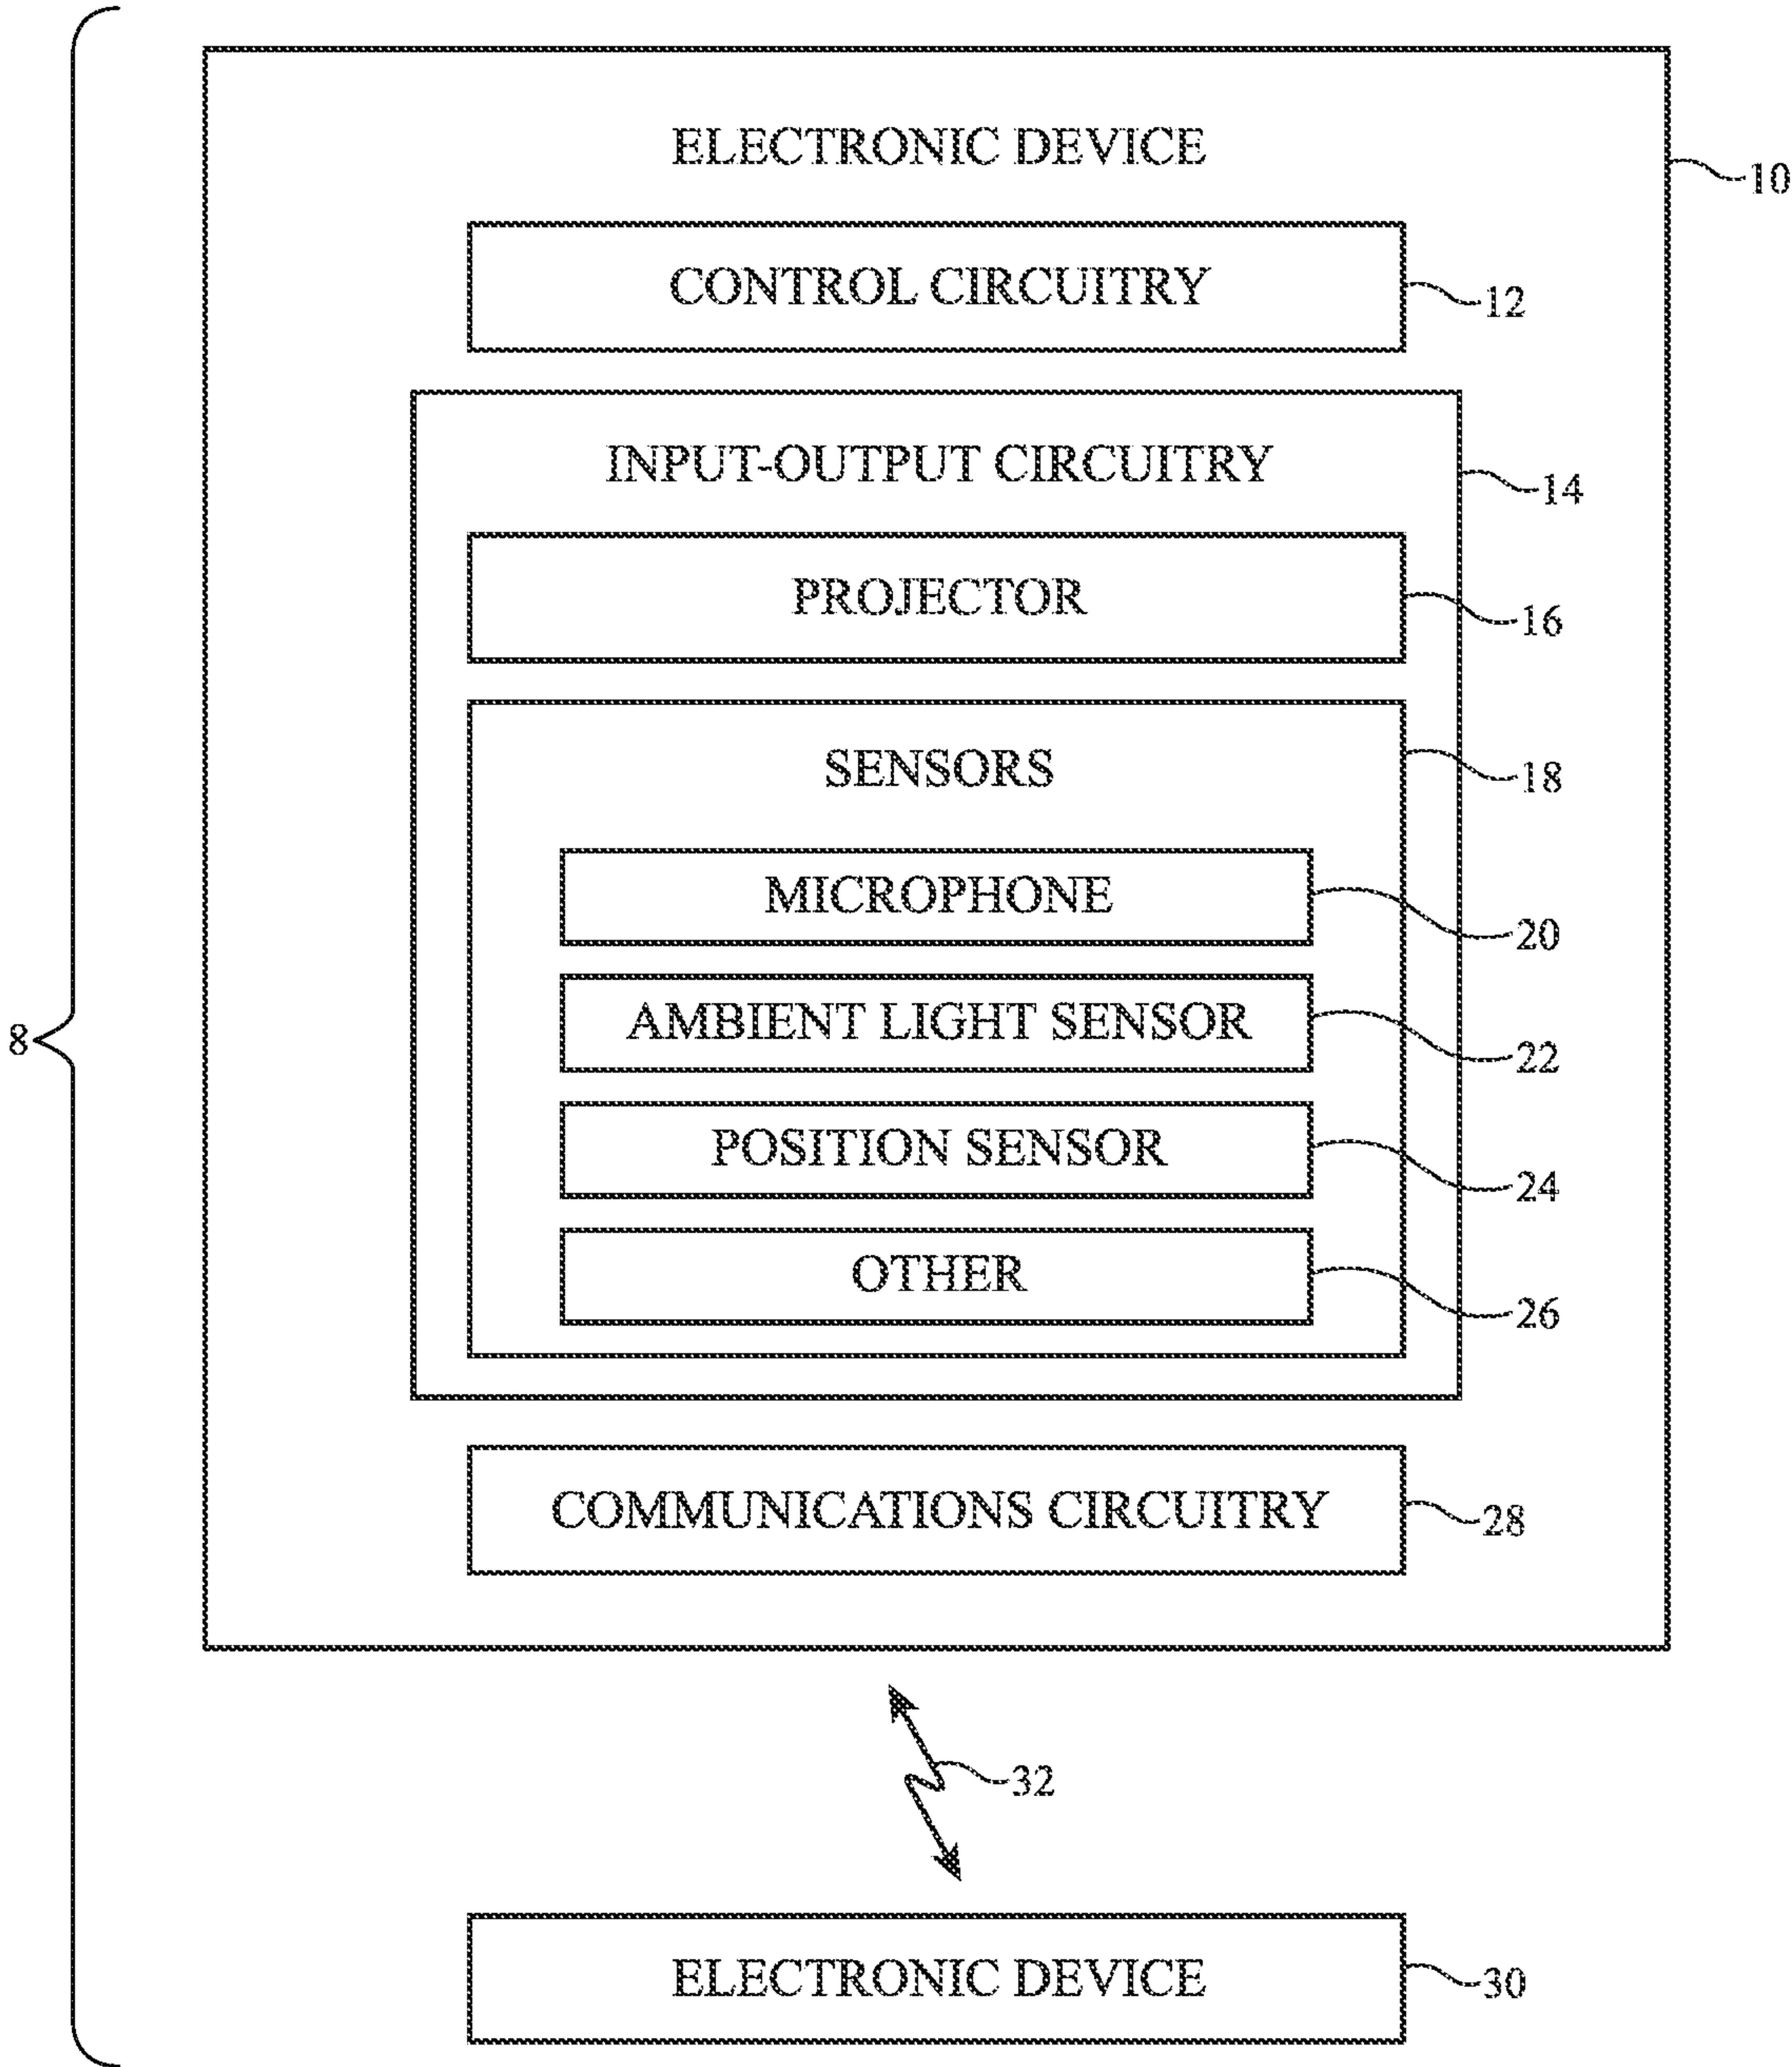 ELECTRONIC DEVICE
10
CONTROL CIRCUITRY
12
INPUT-OUTPUT CIRCUITRY
14
PROJECTOR
16
SENSORS
18
MICROPHONE
20
AMBIENT LIGHT SENSOR
22
POSITION SENSOR
24
OTHER
26
8
COMMUNICATIONS CIRCUITRY
28
32
ELECTRONIC DEVICE
30